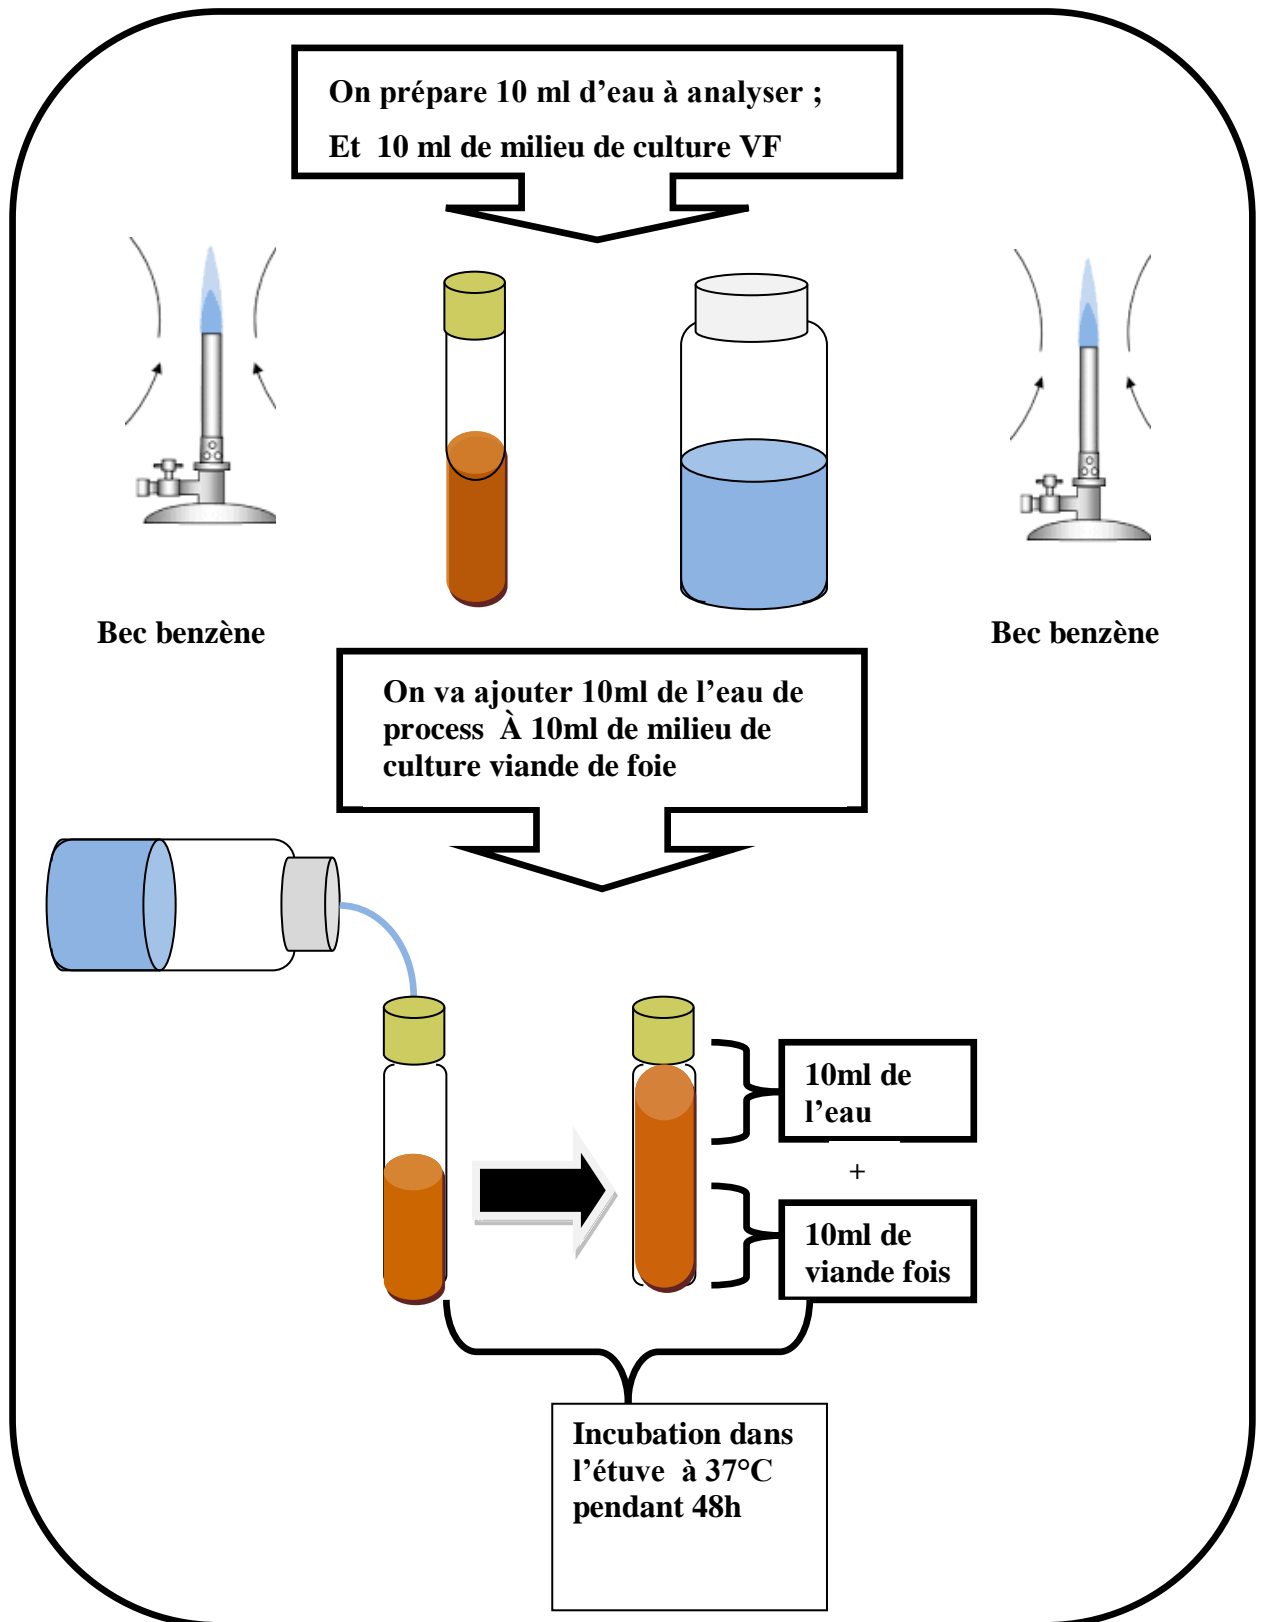 On prépare 10 ml d’eau à analyser ;
Et 10 ml de milieu de culture VF
Bec benzène
Bec benzène
On va ajouter 10ml de l’eau de
process À 10ml de milieu de
culture viande de foie
10ml de
l’eau
+
10ml de
viande fois
Incubation dans
l’étuve à 37°C
pendant 48h